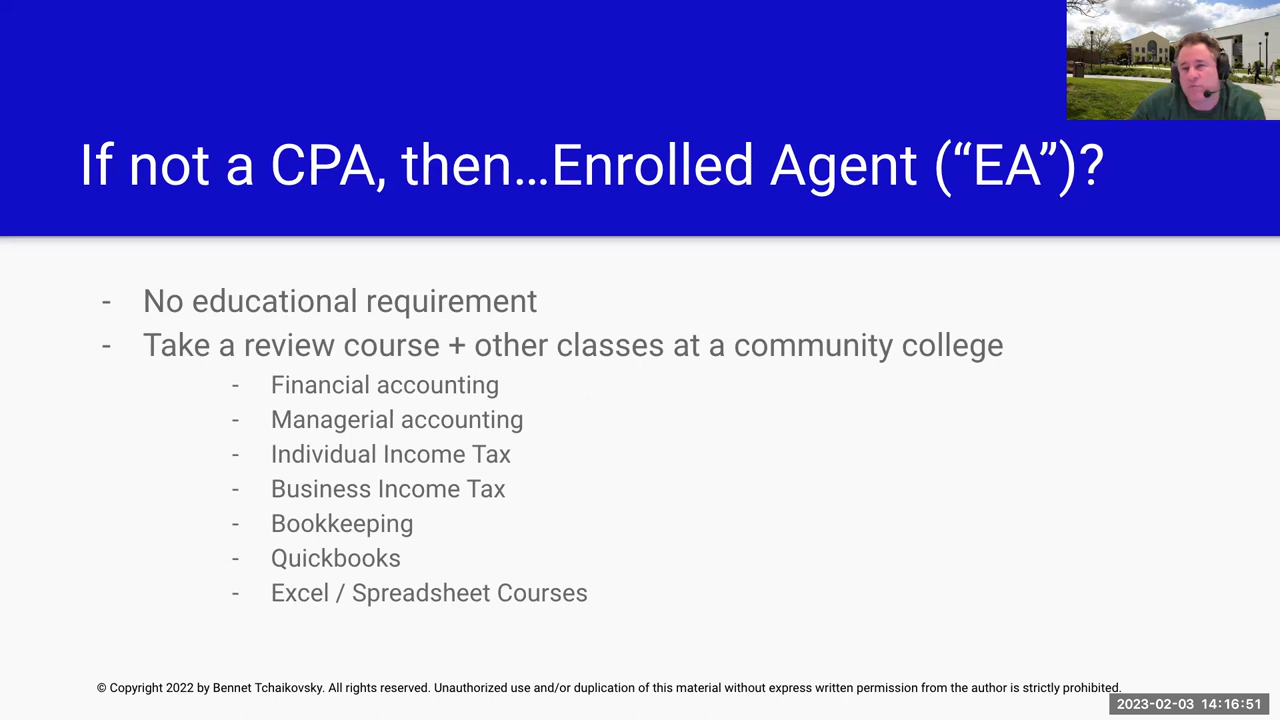 If not a CPA, then...Enrolled Agent (“EA”)?
- No educational requirement
- Take a review course + other classes at a community college
- Financial accounting
- Managerial accounting
- Individual Income Tax
- Business Income Tax
- Bookkeeping
- Quickbooks
- Excel / Spreadsheet Courses
© Copyright 2022 by Bennet Tchaikovsky. All rights reserved. Unauthorized use and/or duplication of this material without express written permission from the author is strictly prohibited.
2023-02-03 14:16:51